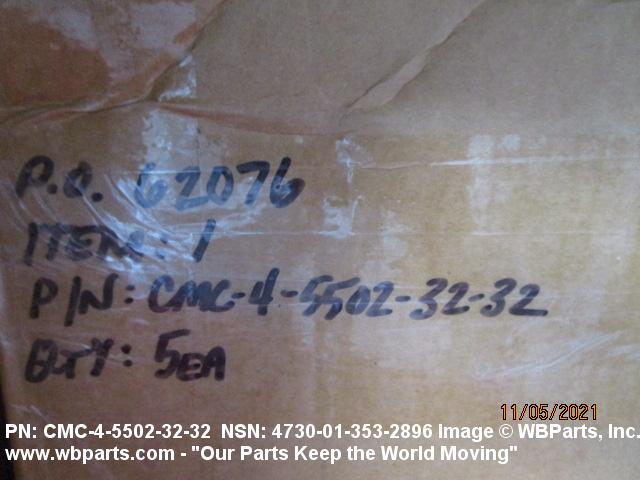 P.O. 62076
ITEM: 1
P/N: CMC-4-5502-32-32
QTY: 5EA
11/05/2021
PN: CMC-4-5502-32-32 NSN: 4730-01-353-2896 Image © WBParts, Inc.
www.wbparts.com - "Our Parts Keep the World Moving"